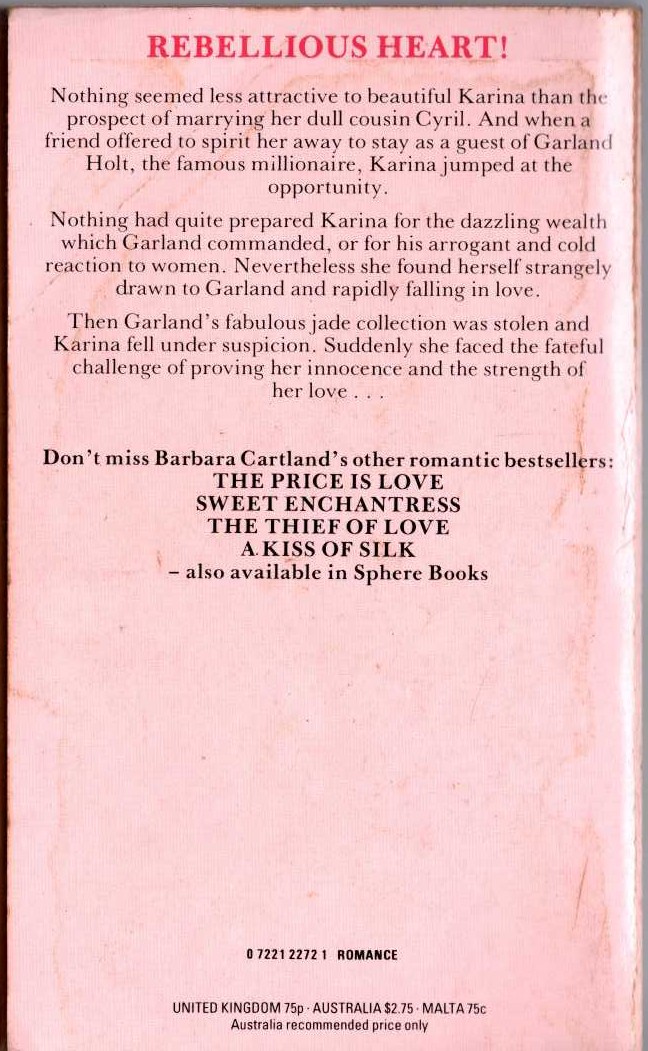 REBELLIOUS HEART!
Nothing seemed less attractive to beautiful Karina than the
prospect of marrying her dull cousin Cyril. And when a
friend offered to spirit her away to stay as a guest of Garland
Holt, the famous millionaire, Karina jumped at the
opportunity.
Nothing had quite prepared Karina for the dazzling wealth
which Garland commanded, or for his arrogant and cold
reaction to women. Nevertheless she found herself strangely
drawn to Garland and rapidly falling in love.
Then Garland's fabulous jade collection was stolen and
Karina fell under suspicion. Suddenly she faced the fateful
challenge of proving her innocence and the strength of
her love . . .
Don't miss Barbara Cartland's other romantic bestsellers:
THE PRICE IS LOVE
SWEET ENCHANTRESS
THE THIEF OF LOVE
A KISS OF SILK
– also available in Sphere Books
0 7221 2272 1 ROMANCE
UNITED KINGDOM 75p · AUSTRALIA $2.75 · MALTA 75c
Australia recommended price only